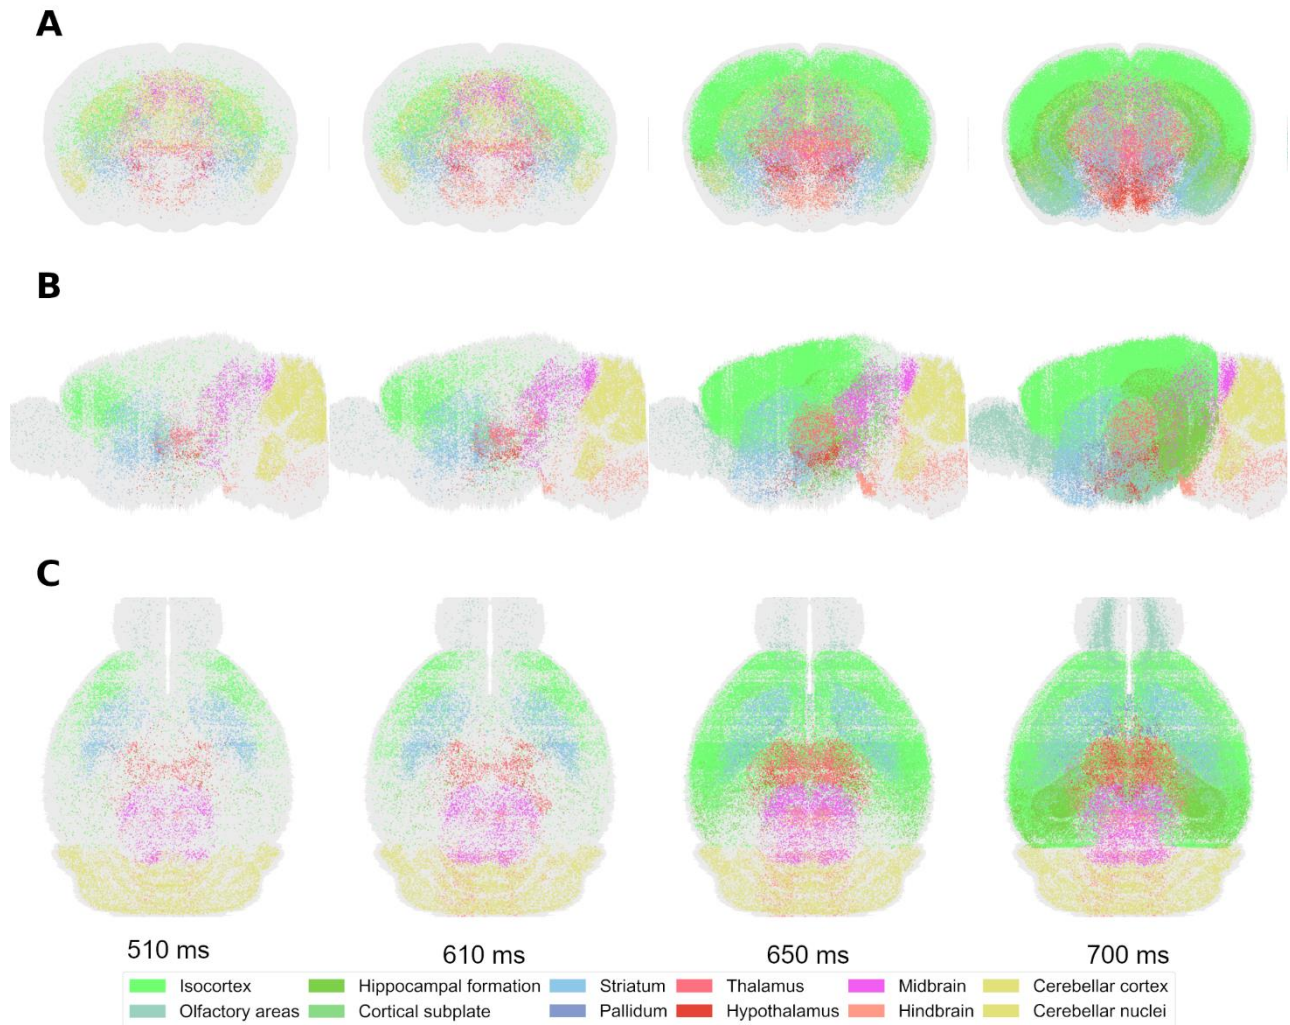 A
B
C
510 ms 610 ms 650 ms 700 ms
Isocortex Hippocampal formation Striatum Thalamus Midbrain Cerebellar cortex
Olfactory areas Cortical subplate Pallidum Hypothalamus Hindbrain Cerebellar nuclei